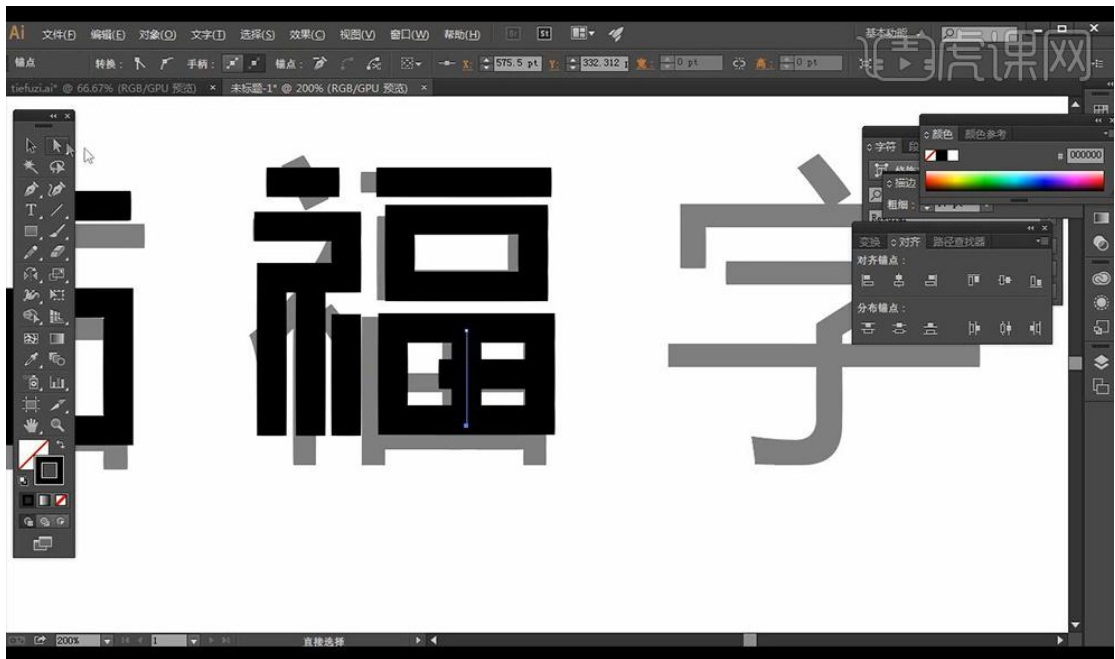 Ai 文件(F) 编辑(E) 对象(O) 文字(T) 选择(S) 效果(C) 视图(V) 窗口(W) 帮助(H) Br St 基本功能
虎课网
锚点 转换： 手柄： 锚点： X： 575.5 pt Y： 332.312 宽： 0 pt 高： 0 pt
tiefuzi.ai* @ 66.67% (RGB/GPU 预览) × 未标题-1* @ 200% (RGB/GPU 预览) ×
颜色 颜色参考
字符 段
000000
描边
粗细：
变换 对齐 路径查找器
对齐锚点：
分布锚点：
福 字
200% 1 直接选择